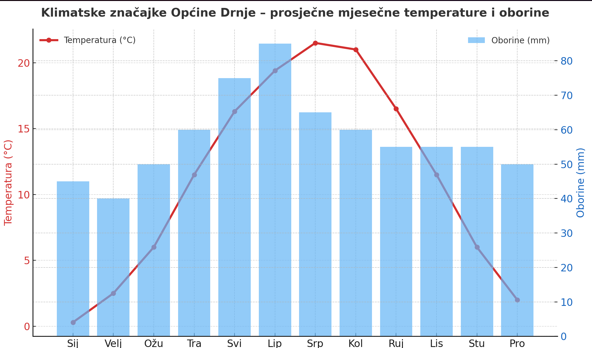 Klimatske značajke Općine Drnje – prosječne mjesečne temperature i oborine
Temperatura (°C)
Oborine (mm)
Temperatura (°C)
20
15
10
5
0
Oborine (mm)
80
70
60
50
40
30
20
10
0
Sij Velj Ožu Tra Svi Lip Srp Kol Ruj Lis Stu Pro